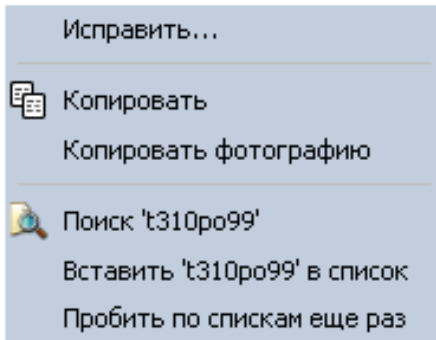 Исправить...
Копировать
Копировать фотографию
Поиск 't310po99'
Вставить 't310po99' в список
Пробить по спискам еще раз